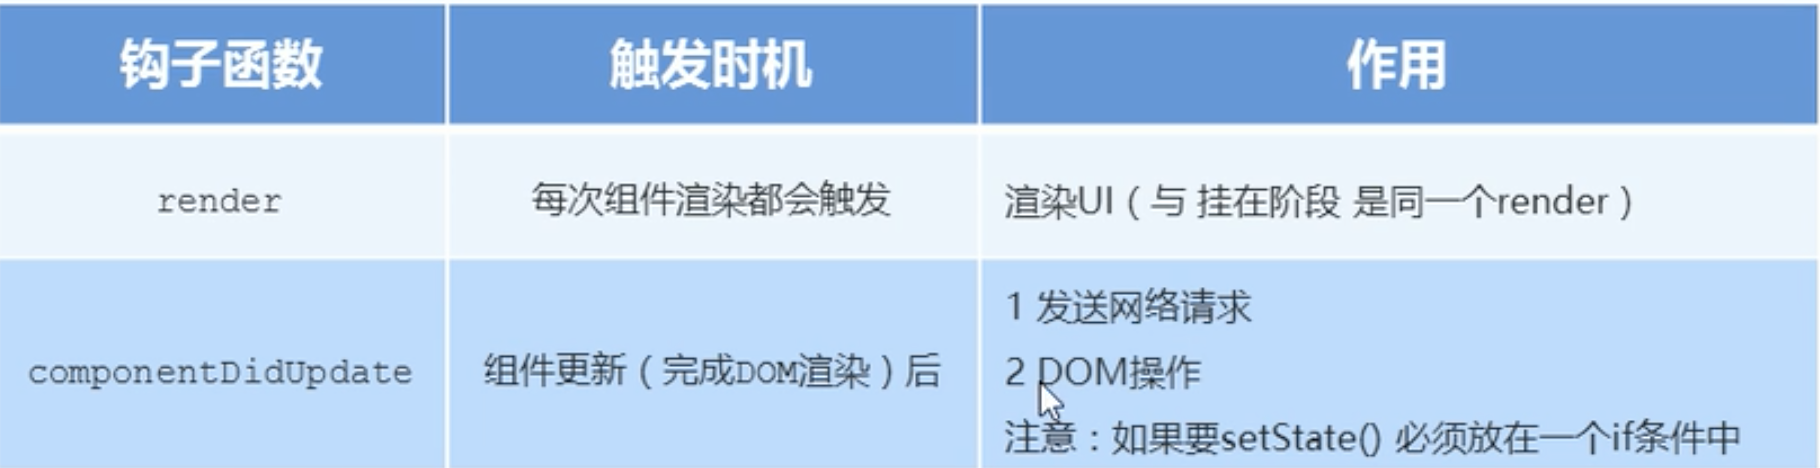 钩子函数 触发时机 作用
render 每次组件渲染都会触发 渲染UI（与 挂在阶段 是同一个render）
componentDidUpdate 组件更新（完成DOM渲染）后 1 发送网络请求
2 DOM操作
注意：如果要setState() 必须放在一个if条件中